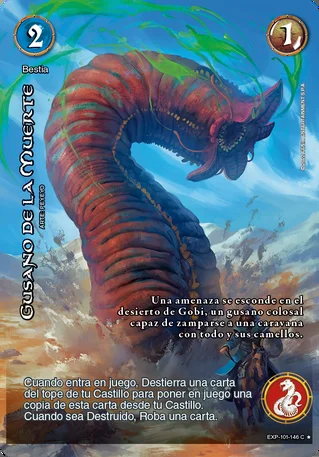 2
1
Bestia
GUSANO DE LA MUERTE
Una amenaza se esconde en el
desierto de Gobi, un gusano colosal
capaz de zamparse a una caravana
con todo y sus camellos.
Cuando entra en juego, Destierra una carta
del tope de tu Castillo para poner en juego una
copia de esta carta desde tu Castillo.
Cuando sea Destruido, Roba una carta.
EXP-101-146 C